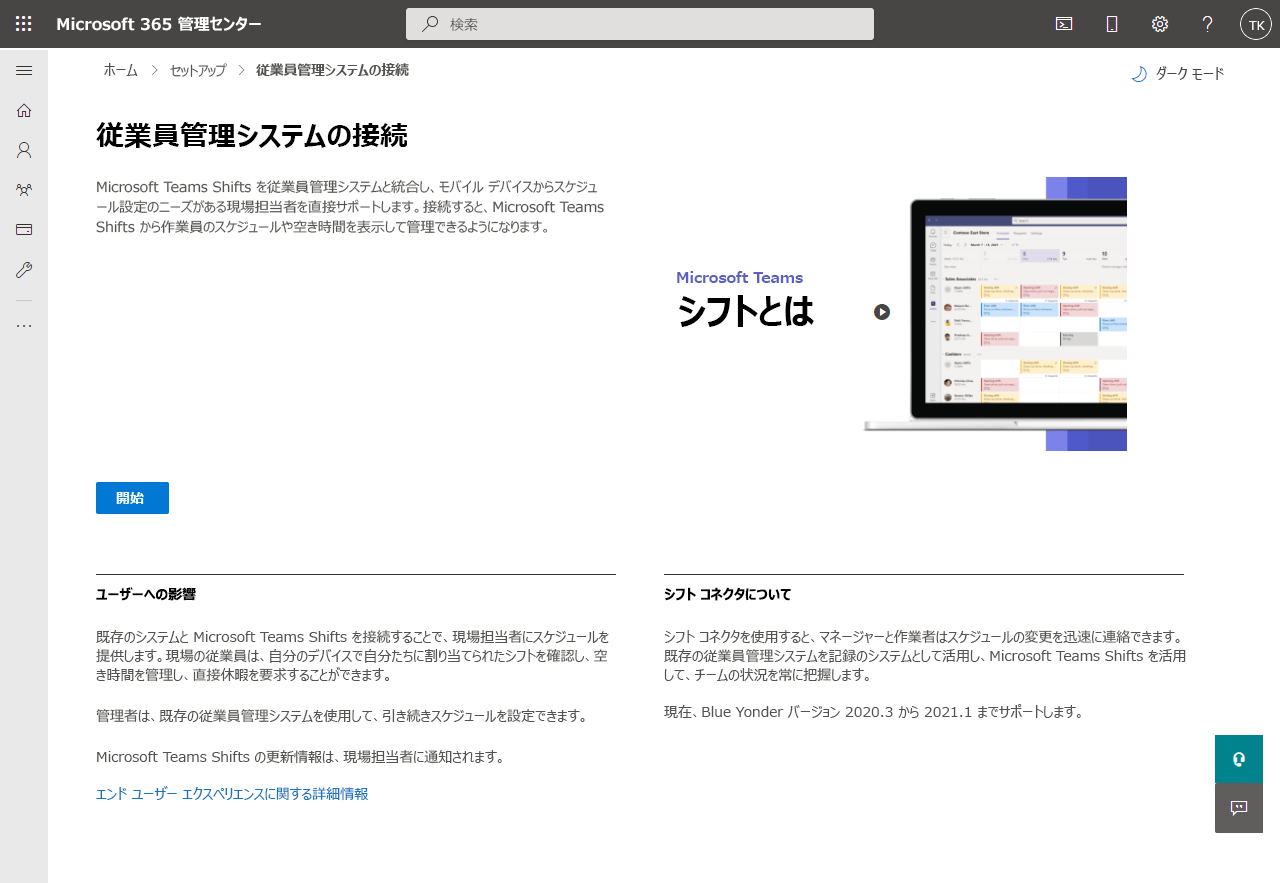 Microsoft 365 管理センター
検索
TK
ホーム > セットアップ > 従業員管理システムの接続
ダーク モード
従業員管理システムの接続
Microsoft Teams Shifts を従業員管理システムと統合し、モバイル デバイスからスケジュ
ール設定のニーズがある現場担当者を直接サポートします。接続すると、Microsoft Teams
Shifts から作業員のスケジュールや空き時間を表示して管理できるようになります。
Microsoft Teams
シフトとは
Contoso East Store
Sales Associates
Cashiers
開始
ユーザーへの影響
既存のシステムと Microsoft Teams Shifts を接続することで、現場担当者にスケジュールを
提供します。現場の従業員は、自分のデバイスで自分たちに割り当てられたシフトを確認し、空
き時間を管理し、直接休暇を要求することができます。
管理者は、既存の従業員管理システムを使用して、引き続きスケジュールを設定できます。
Microsoft Teams Shifts の更新情報は、現場担当者に通知されます。
エンド ユーザー エクスペリエンスに関する詳細情報
シフト コネクタについて
シフト コネクタを使用すると、マネージャーと作業者はスケジュールの変更を迅速に連絡できます。
既存の従業員管理システムを記録のシステムとして活用し、Microsoft Teams Shifts を活用
して、チームの状況を常に把握します。
現在、Blue Yonder バージョン 2020.3 から 2021.1 までサポートします。